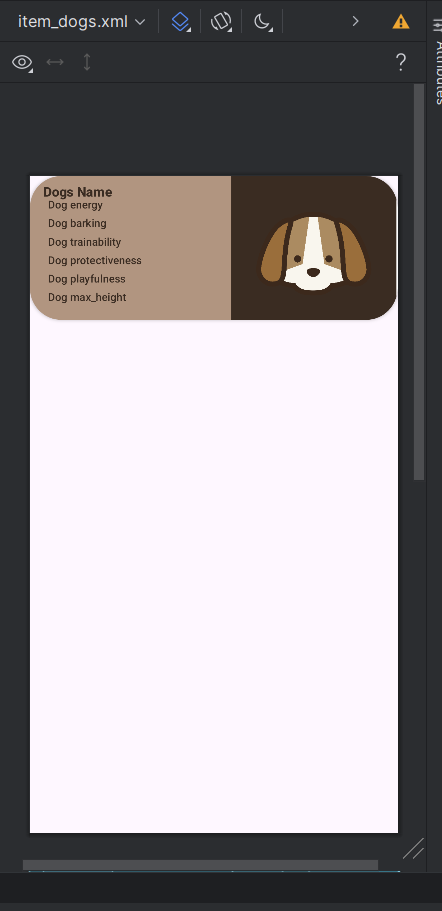 item_dogs.xml
?
Attributes
Dogs Name
Dog energy
Dog barking
Dog trainability
Dog protectiveness
Dog playfulness
Dog max_height